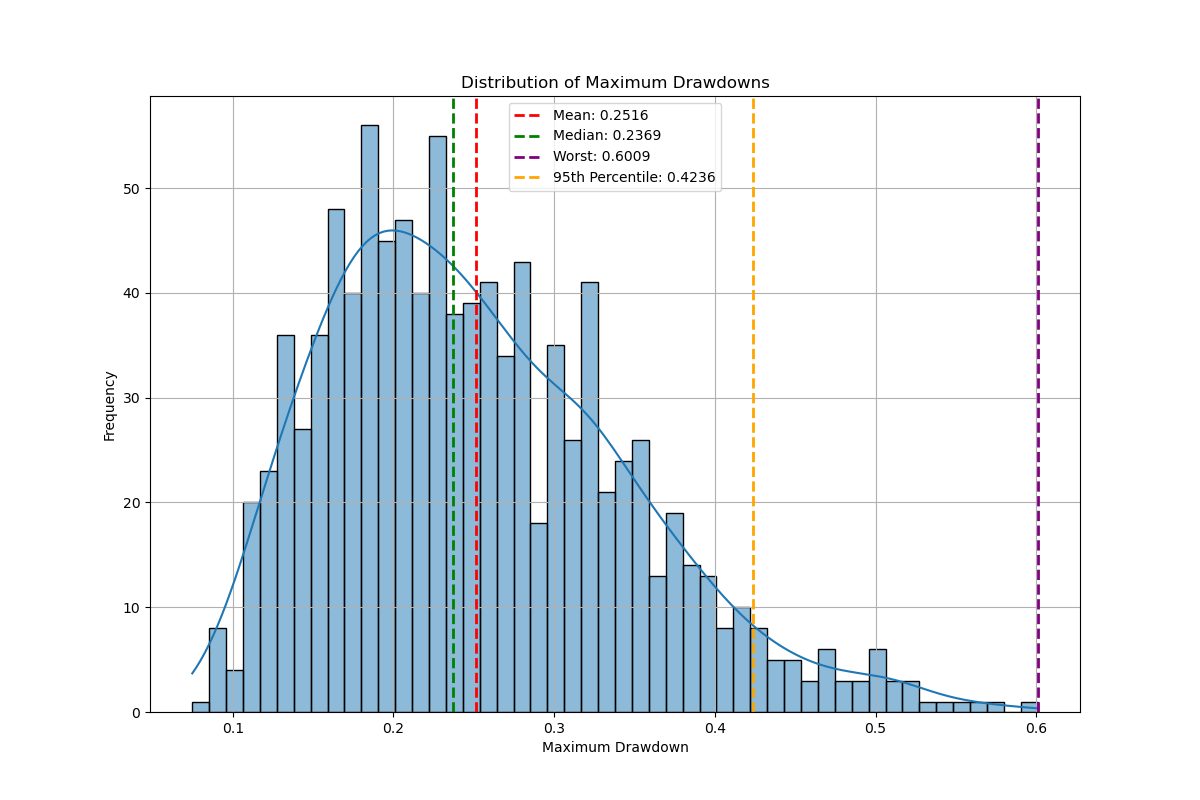 Distribution of Maximum Drawdowns
Mean: 0.2516
Median: 0.2369
Worst: 0.6009
95th Percentile: 0.4236
Frequency
50
40
30
20
10
0
0.1 0.2 0.3 0.4 0.5 0.6
Maximum Drawdown